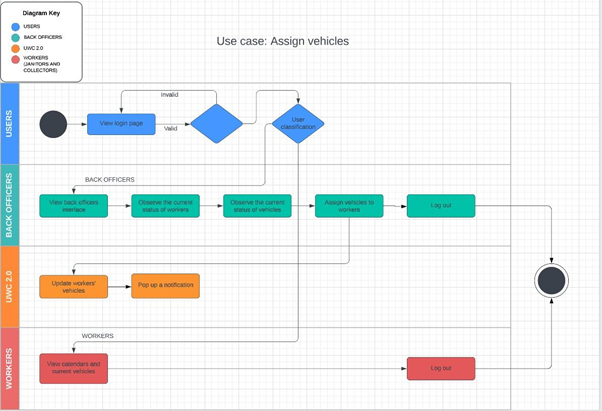 Diagram Key
USERS
BACK OFFICERS
UWC 2.0
WORKERS
(JANITORS AND
COLLECTORS)
Use case: Assign vehicles
USERS
View login page
Invalid
Valid
User
classification
BACK OFFICERS
BACK OFFICERS
View back officers
interface
Observe the current
status of workers
Observe the current
status of vehicles
Assign vehicles to
workers
Log out
UWC 2.0
Update workers'
vehicles
Pop up a notification
WORKERS
WORKERS
View calendars and
current vehicles
Log out